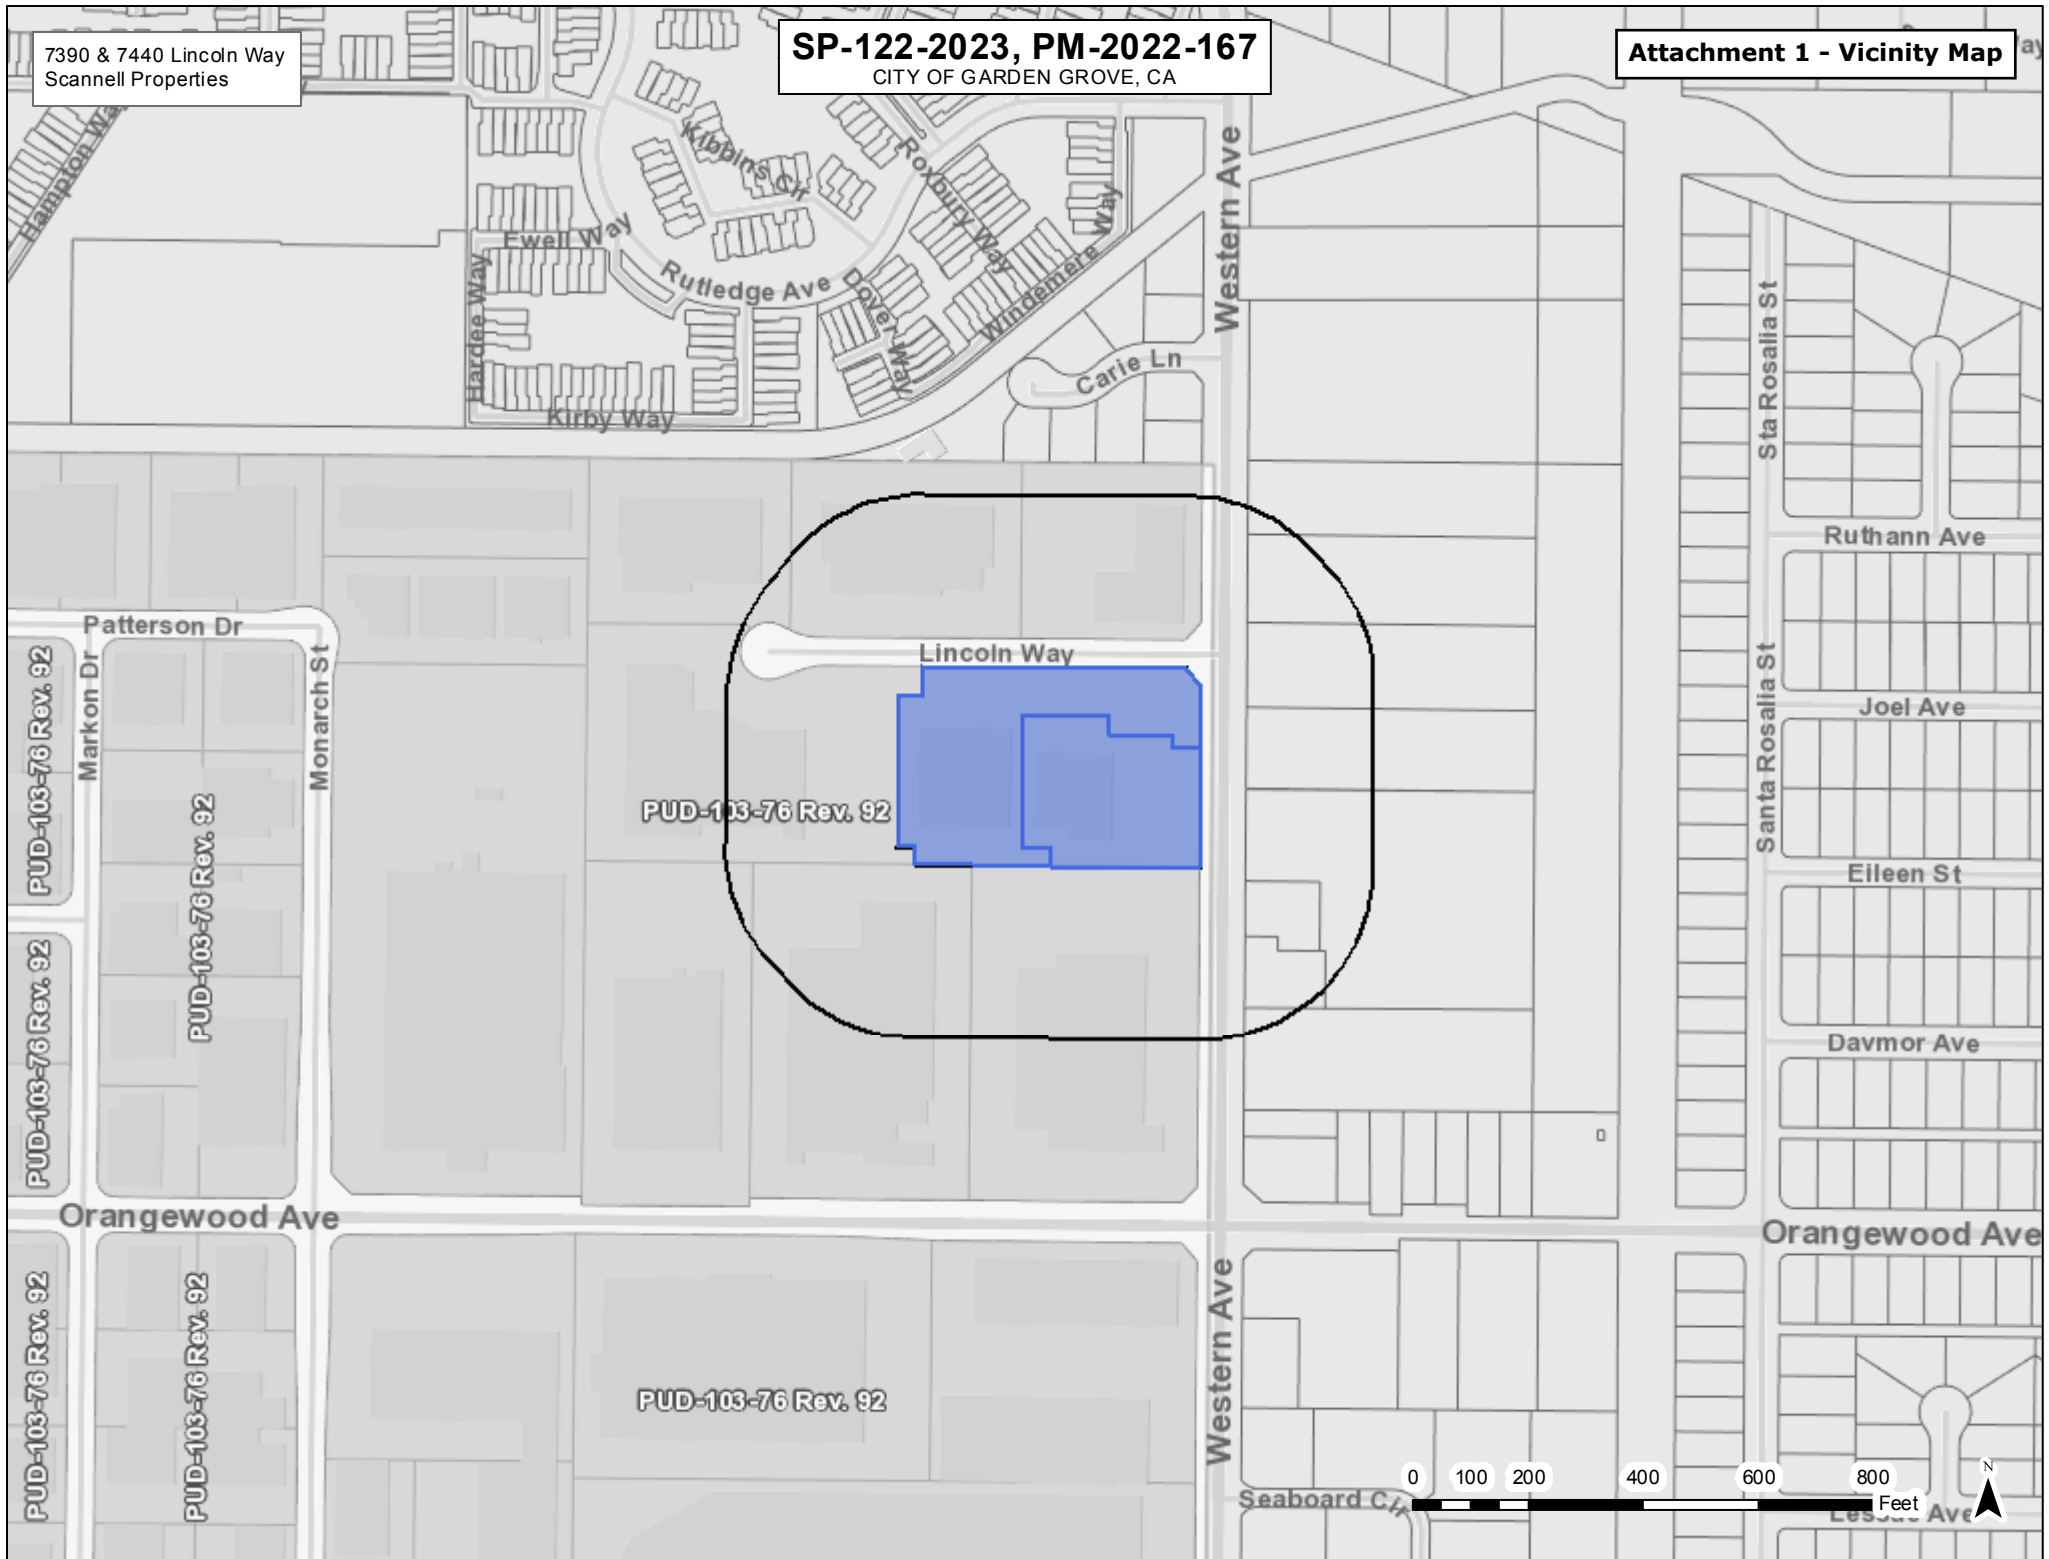 7390 & 7440 Lincoln Way
Scannell Properties
SP-122-2023, PM-2022-167
CITY OF GARDEN GROVE, CA
Attachment 1 - Vicinity Map
Hampton Way
Kibbins Cir
Roxbury Way
Windemere Way
Western Ave
Ewell Way
Rutledge Ave
Dover Way
Hardee Way
Kirby Way
Carie Ln
Sta Rosalia St
Ruthann Ave
Patterson Dr
Lincoln Way
Markon Dr
Monarch St
Joel Ave
Santa Rosalia St
PUD-103-76 Rev. 92
PUD-103-76 Rev. 92
PUD-103-76 Rev. 92
Eileen St
PUD-103-76 Rev. 92
Davmor Ave
Orangewood Ave
Orangewood Ave
PUD-103-76 Rev. 92
PUD-103-76 Rev. 92
PUD-103-76 Rev. 92
Western Ave
Seaboard Cir
0 100 200 400 600 800
Feet
N
Ave